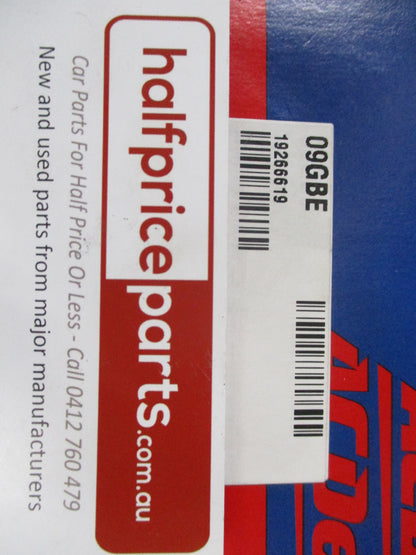 09GBE
19266619
halfpriceparts.com.au
Car Parts For Half Price Or Less - Call 0412 760 479
New and used parts from major manufacturers